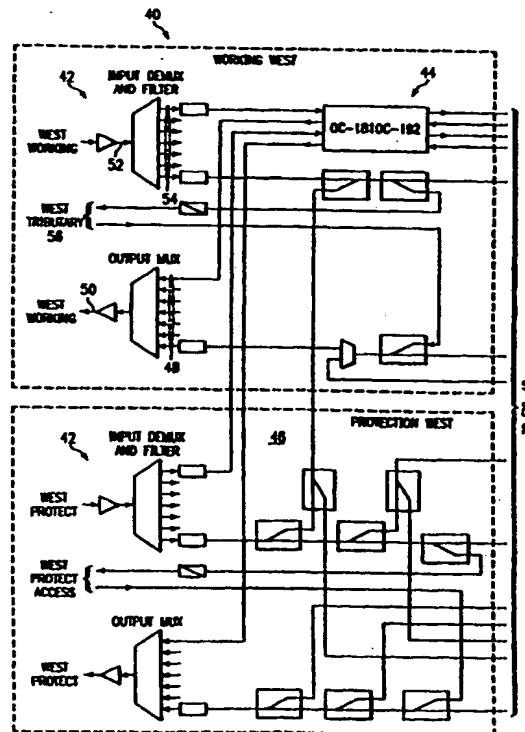 40
WORKING WEST
42
INPUT DEMUX
AND FILTER
44
WEST
WORKING
52
OC-1810C-192
54
WEST
TRIBUTARY
56
OUTPUT MUX
50
WEST
WORKING
48
PROTECTION WEST
42
INPUT DEMUX
AND FILTER
46
WEST
PROTECT
WEST
PROTECT
ACCESS
OUTPUT MUX
WEST
PROTECT